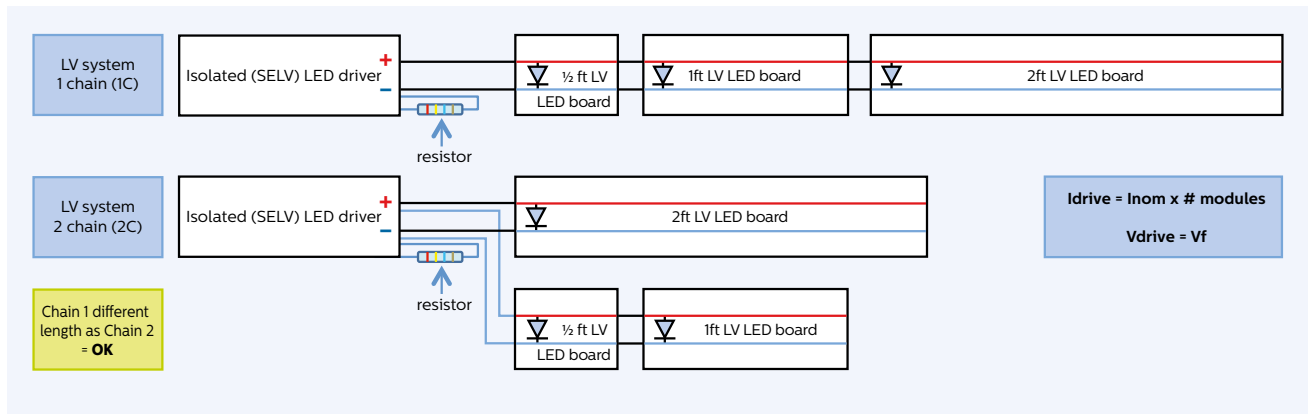 LV system
1 chain (1C)
Isolated (SELV) LED driver
+
−
resistor
½ ft LV
LED board
1ft LV LED board
2ft LV LED board
LV system
2 chain (2C)
Isolated (SELV) LED driver
+
−
resistor
2ft LV LED board
Idrive = Inom x # modules
Vdrive = Vf
Chain 1 different
length as Chain 2
= OK
½ ft LV
LED board
1ft LV LED board